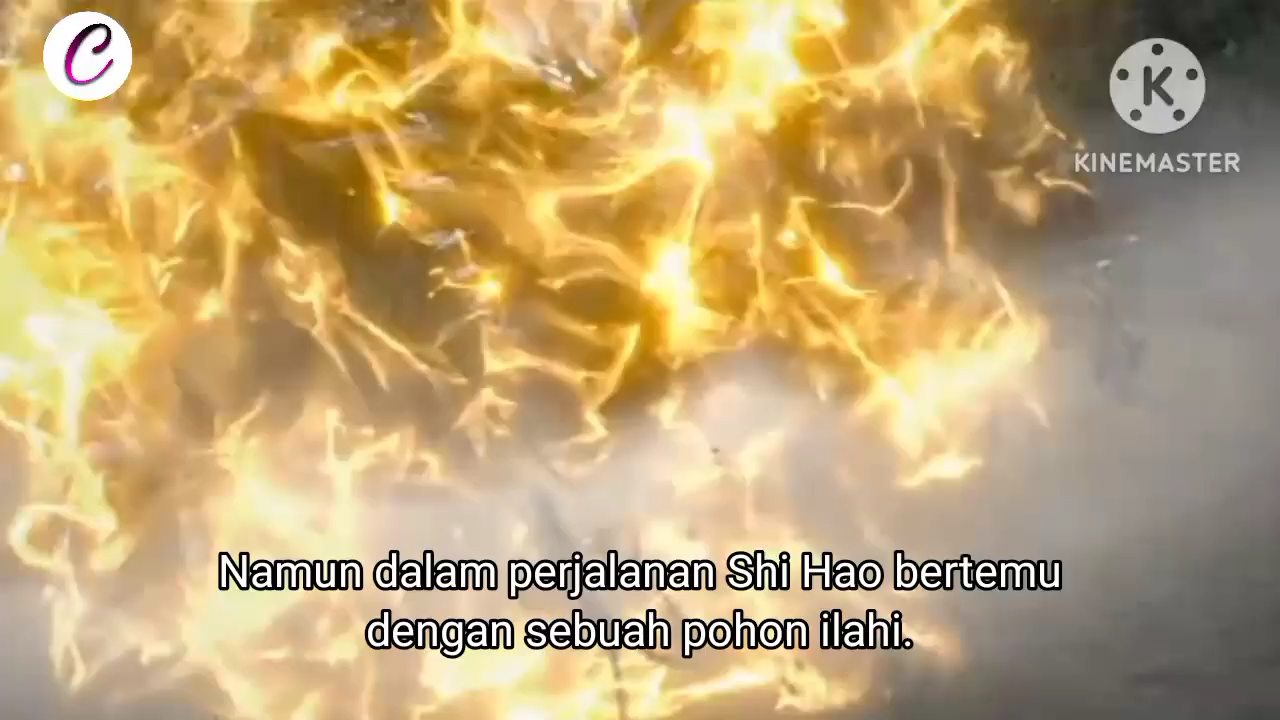 C
K
KINEMASTER
Namun dalam perjalanan Shi Hao bertemu
dengan sebuah pohon ilahi.